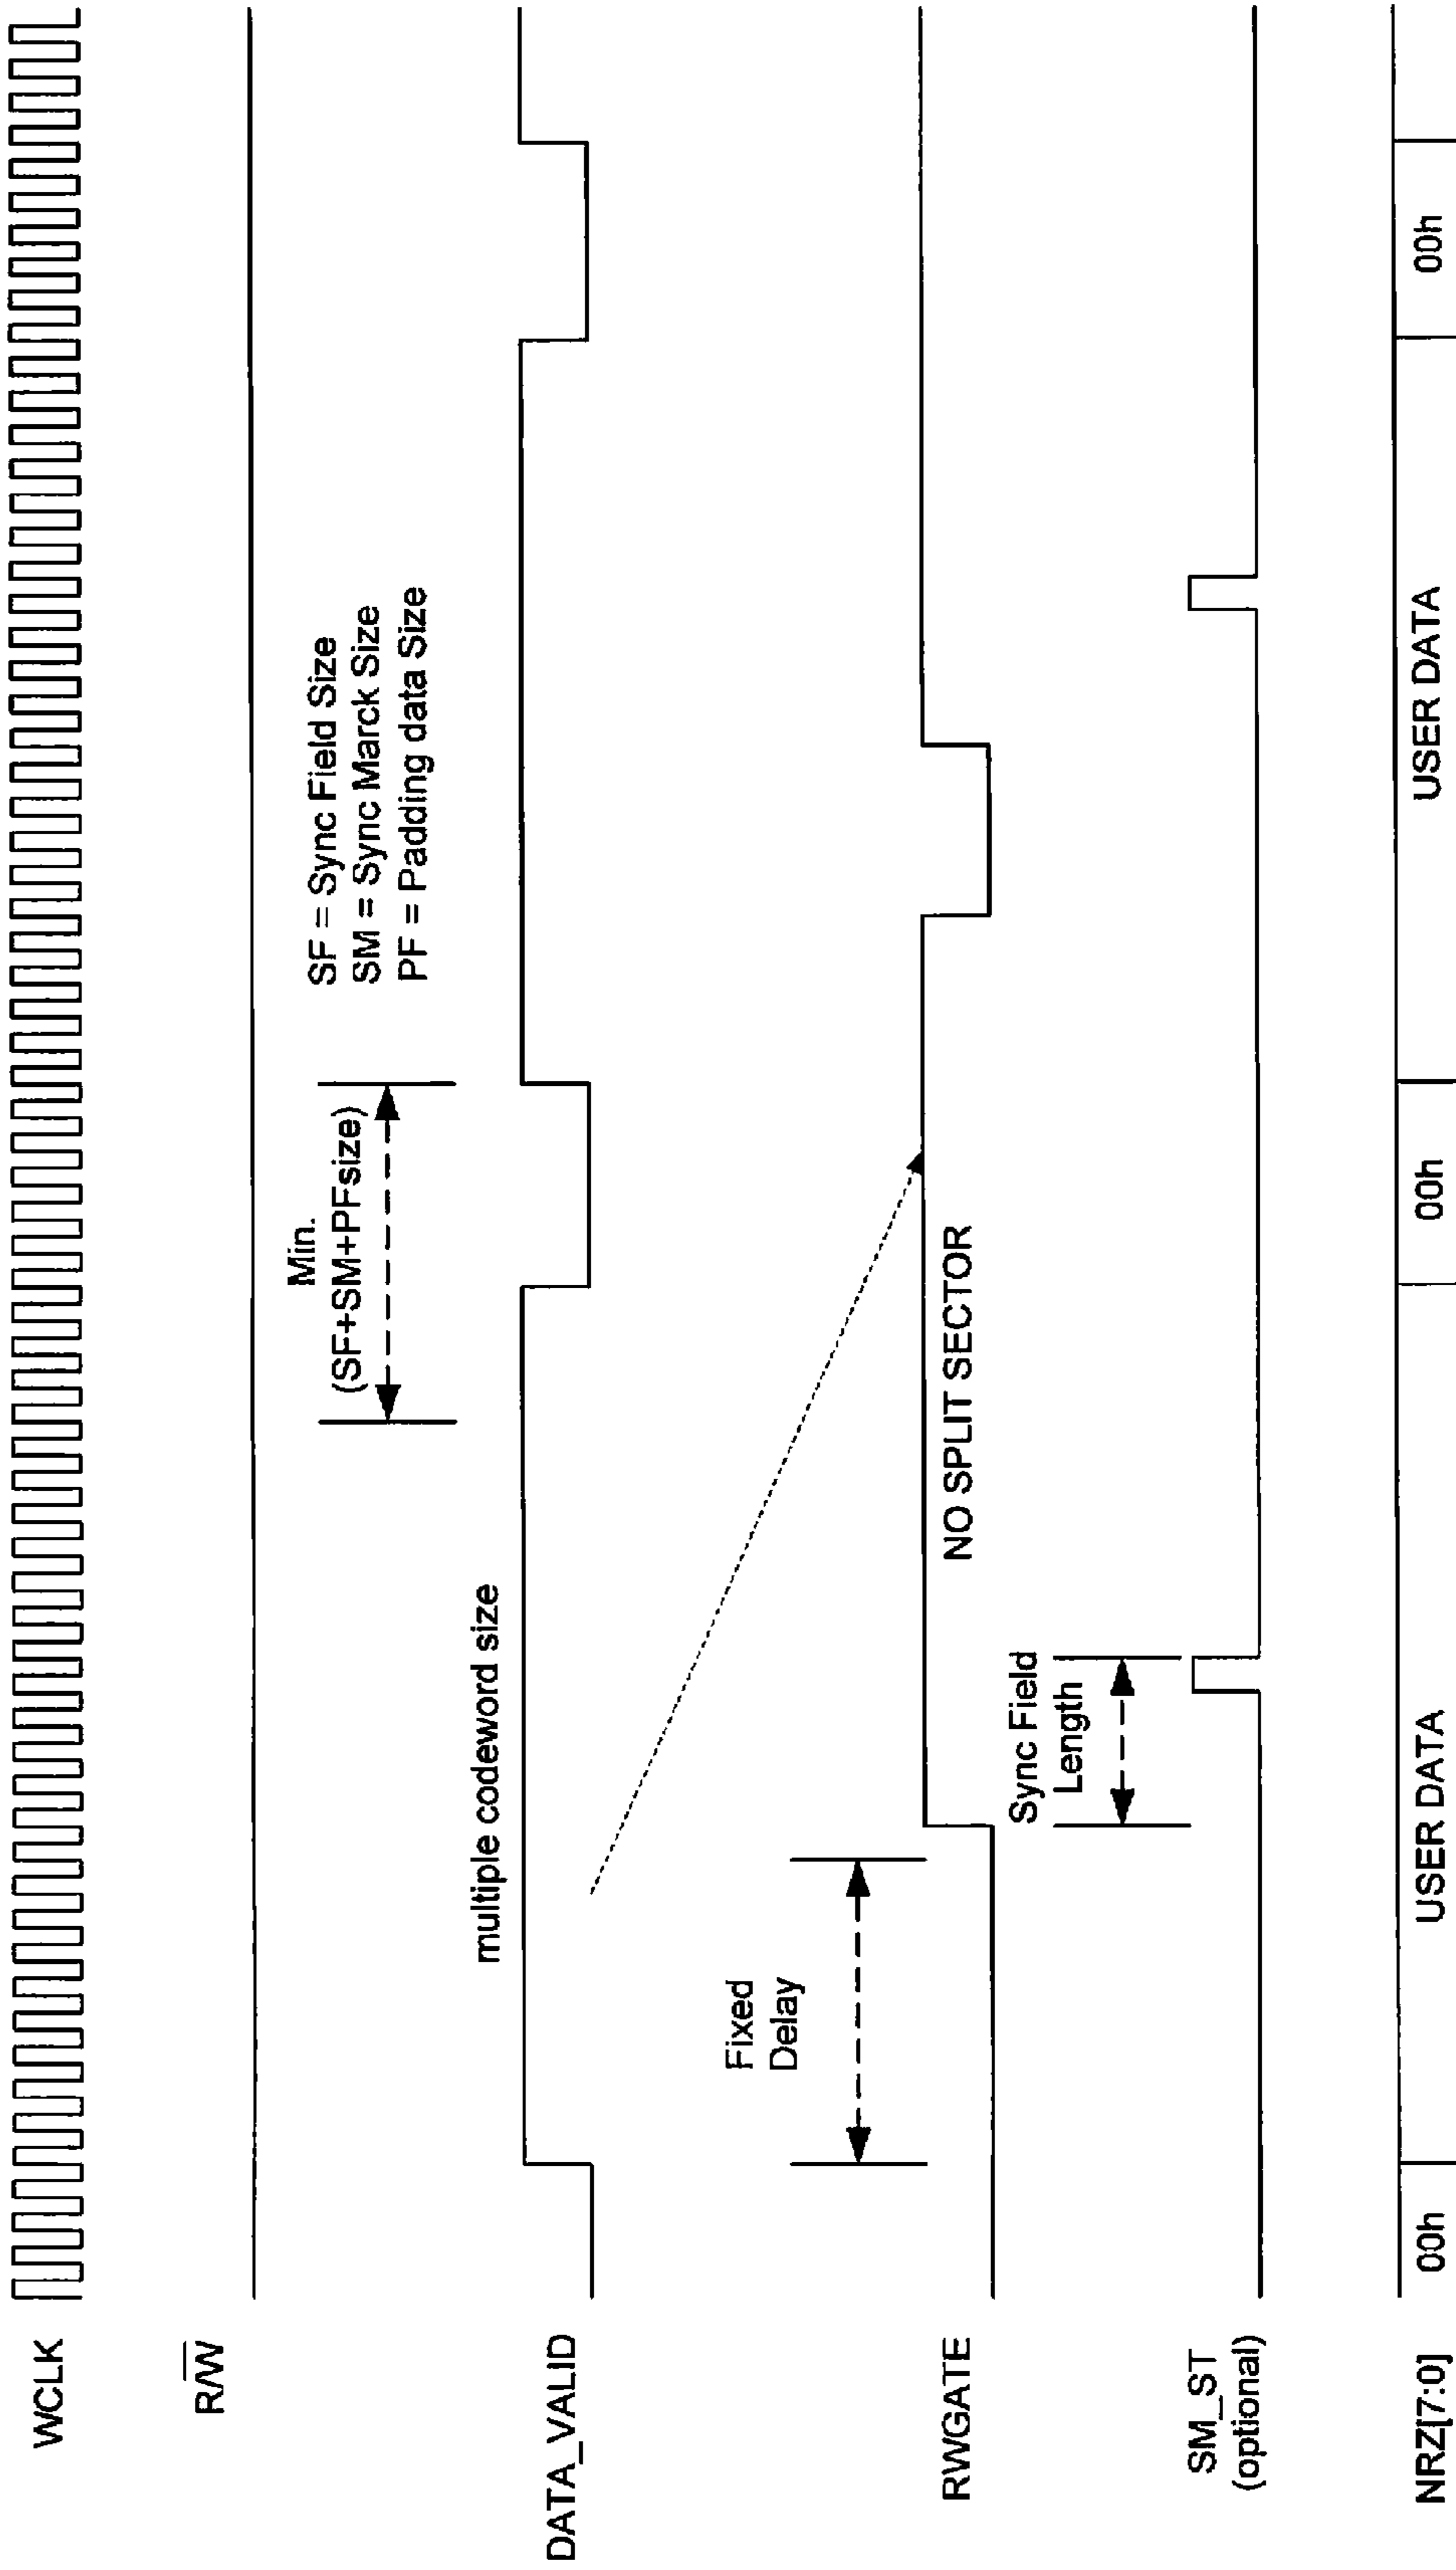 WCLK
R/W
DATA_VALID
multiple codeword size
Min.
(SF+SM+PFsize)
SF = Sync Field Size
SM = Sync Marck Size
PF = Padding data Size
Fixed
Delay
RWGATE
NO SPLIT SECTOR
Sync Field
Length
SM_ST
(optional)
NRZ[7:0]
00h
USER DATA
00h
USER DATA
00h